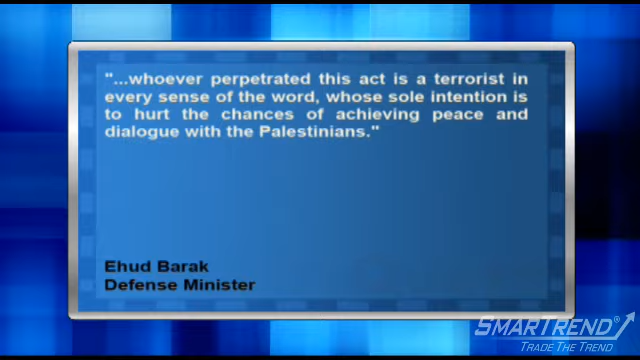 "...whoever perpetrated this act is a terrorist in
every sense of the word, whose sole intention is
to hurt the chances of achieving peace and
dialogue with the Palestinians."
Ehud Barak
Defense Minister
SMARTREND®
TRADE THE TREND